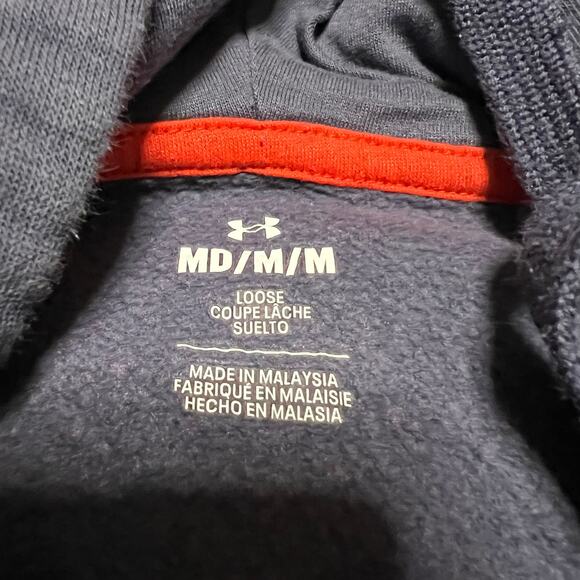 MD/M/M
LOOSE
COUPE LÂCHE
SUELTO
MADE IN MALAYSIA
FABRIQUÉ EN MALAISIE
HECHO EN MALASIA